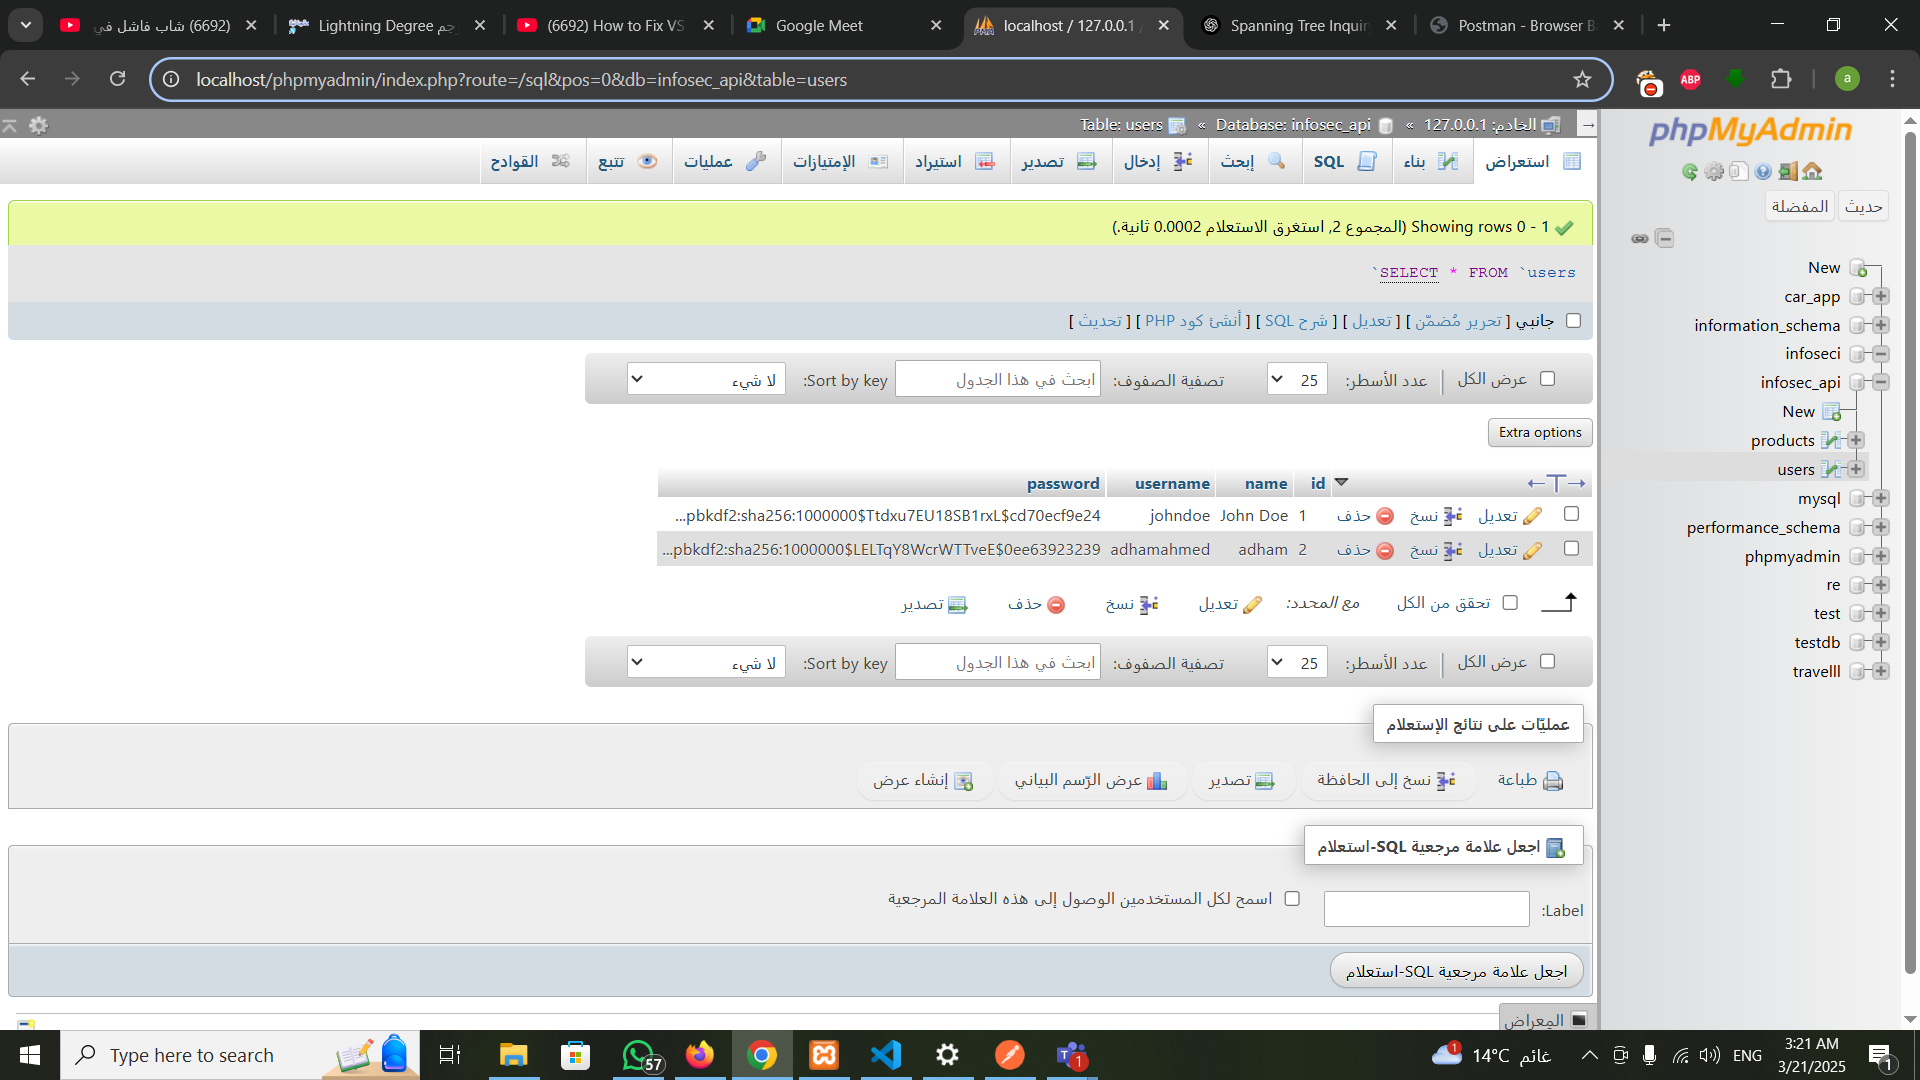 (6692) شاب فاشل في
Lightning Degree مترجم
(6692) How to Fix VS
Google Meet
localhost / 127.0.0.1 /
Spanning Tree Inquir
Postman - Browser B
localhost/phpmyadmin/index.php?route=/sql&pos=0&db=infosec_api&table=users
ABP
a
الخادم: 127.0.0.1 » Database: infosec_api » Table: users
استعراض
بناء
SQL
إبحث
إدخال
تصدير
استيراد
الإمتيازات
عمليات
تتبع
القوادح
Showing rows 0 - 1 (المجموع 2, استغرق الاستعلام 0.0002 ثانية.)
`SELECT * FROM `users
جانبي [ تحرير مُضمّن ] [ تعديل ] [ شرح SQL ] [ أنشئ كود PHP ] [ تحديث ]
عرض الكل
عدد الأسطر: 25
تصفية الصفوف: ابحث في هذا الجدول
Sort by key: لا شيء
Extra options
id name username password
تعديل نسخ حذف 1 John Doe johndoe pbkdf2:sha256:1000000$Ttdxu7EU18SB1rxL$cd70ecf9e24...
تعديل نسخ حذف 2 adham adhamahmed pbkdf2:sha256:1000000$LELTqY8WcrWTTveE$0ee63923239...
تحقق من الكل مع المحدد: تعديل نسخ حذف تصدير
عرض الكل
عدد الأسطر: 25
تصفية الصفوف: ابحث في هذا الجدول
Sort by key: لا شيء
عمليّات على نتائج الإستعلام
طباعة
نسخ إلى الحافظة
تصدير
عرض الرّسم البياني
إنشاء عرض
اجعل علامة مرجعية SQL-استعلام
Label:
اسمح لكل المستخدمين الوصول إلى هذه العلامة المرجعية
اجعل علامة مرجعية SQL-استعلام
المعراض
phpMyAdmin
حديث
المفضلة
New
car_app
information_schema
infoseci
infosec_api
New
products
users
mysql
performance_schema
phpmyadmin
re
test
testdb
travelll
Type here to search
57
1
1
14°C غائم
ENG
3:21 AM
3/21/2025
1